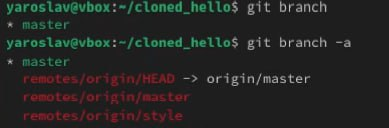 yaroslav@vbox:~/cloned_hello$ git branch
* master
yaroslav@vbox:~/cloned_hello$ git branch -a
* master
  remotes/origin/HEAD -> origin/master
  remotes/origin/master
  remotes/origin/style